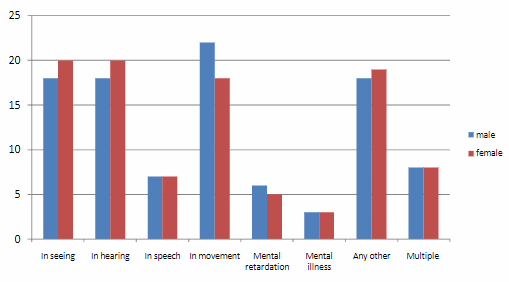 25
20
15
10
5
0
male
female
In seeing In hearing In speech In movement Mental retardation Mental illness Any other Multiple